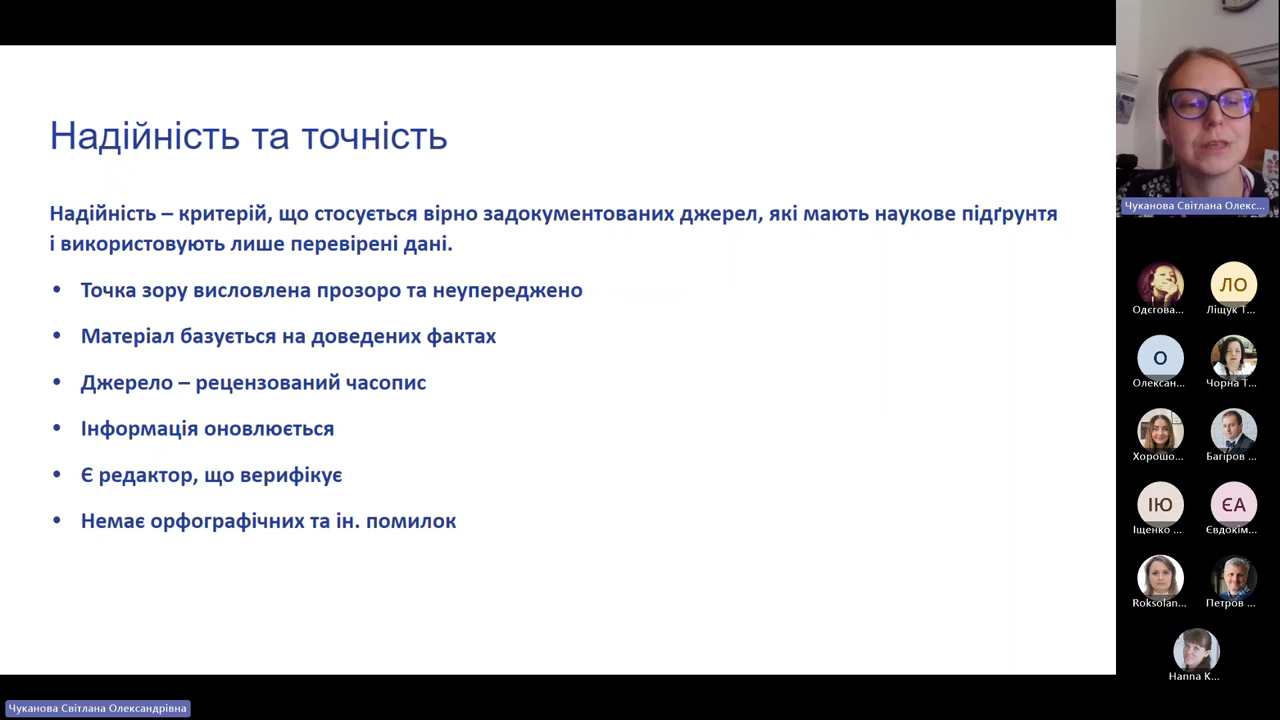 Надійність та точність
Надійність – критерій, що стосується вірно задокументованих джерел, які мають наукове підґрунтя
і використовують лише перевірені дані.
• Точка зору висловлена прозоро та неупереджено
• Матеріал базується на доведених фактах
• Джерело – рецензований часопис
• Інформація оновлюється
• Є редактор, що верифікує
• Немає орфографічних та ін. помилок
Чуканова Світлана Олекс...
Одєгова...
ЛО
Ліщук Т...
О
Олексан...
Чорна Т...
Хорошо...
Багіров ...
ІЮ
Іщенко ...
ЄА
Євдокім...
Roksolan...
Петров ...
Hanna K...
Чуканова Світлана Олександрівна